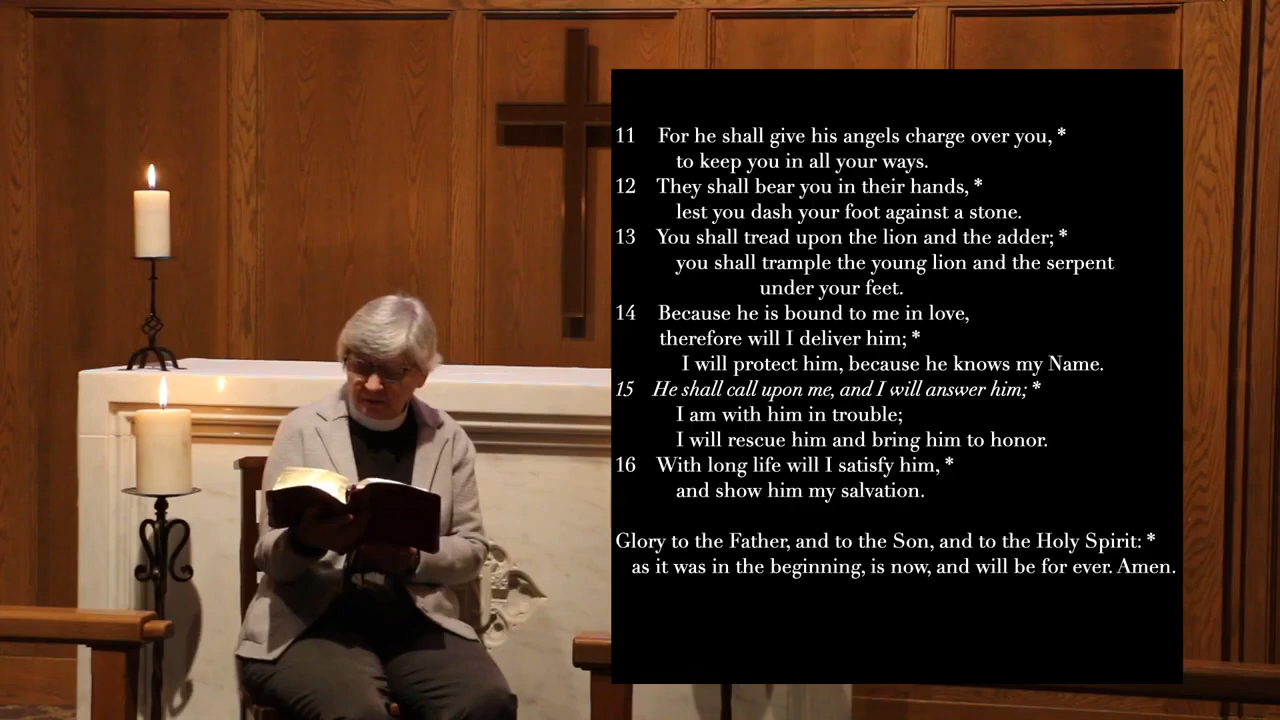 11 For he shall give his angels charge over you, *
to keep you in all your ways.
12 They shall bear you in their hands, *
lest you dash your foot against a stone.
13 You shall tread upon the lion and the adder; *
you shall trample the young lion and the serpent
under your feet.
14 Because he is bound to me in love,
therefore will I deliver him; *
I will protect him, because he knows my Name.
15 He shall call upon me, and I will answer him; *
I am with him in trouble;
I will rescue him and bring him to honor.
16 With long life will I satisfy him, *
and show him my salvation.
Glory to the Father, and to the Son, and to the Holy Spirit: *
as it was in the beginning, is now, and will be for ever. Amen.